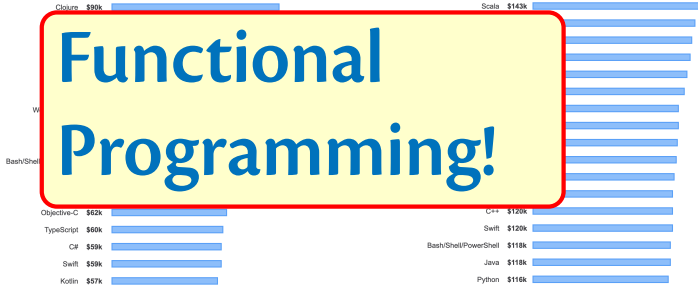 Clojure $90k
Scala $143k
Functional
Programming!
Bash/Shell
Objective-C $62k
TypeScript $60k
C# $59k
Swift $59k
Kotlin $57k
C++ $120k
Swift $120k
Bash/Shell/PowerShell $118k
Java $118k
Python $116k